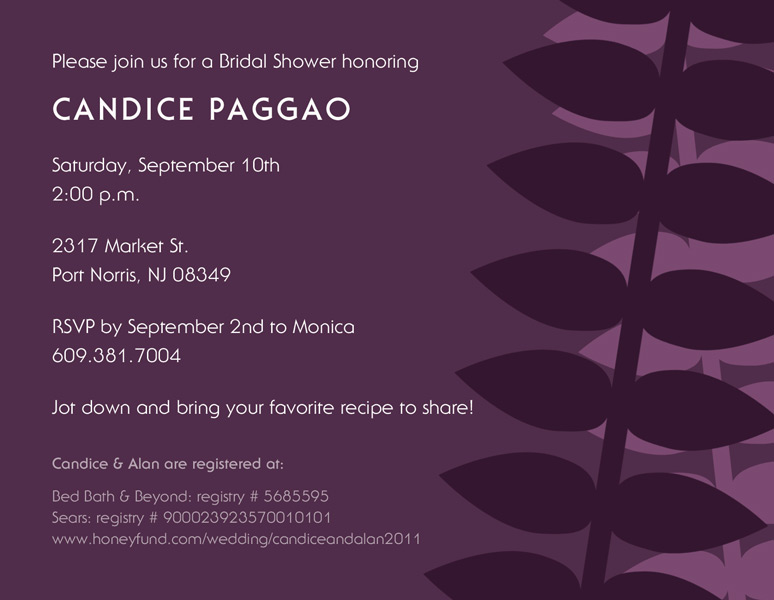 Please join us for a Bridal Shower honoring
CANDICE PAGGAO
Saturday, September 10th
2:00 p.m.
2317 Market St.
Port Norris, NJ 08349
RSVP by September 2nd to Monica
609.381.7004
Jot down and bring your favorite recipe to share!
Candice & Alan are registered at:
Bed Bath & Beyond: registry # 5685595
Sears: registry # 900023923570010101
www.honeyfund.com/wedding/candiceandalan2011